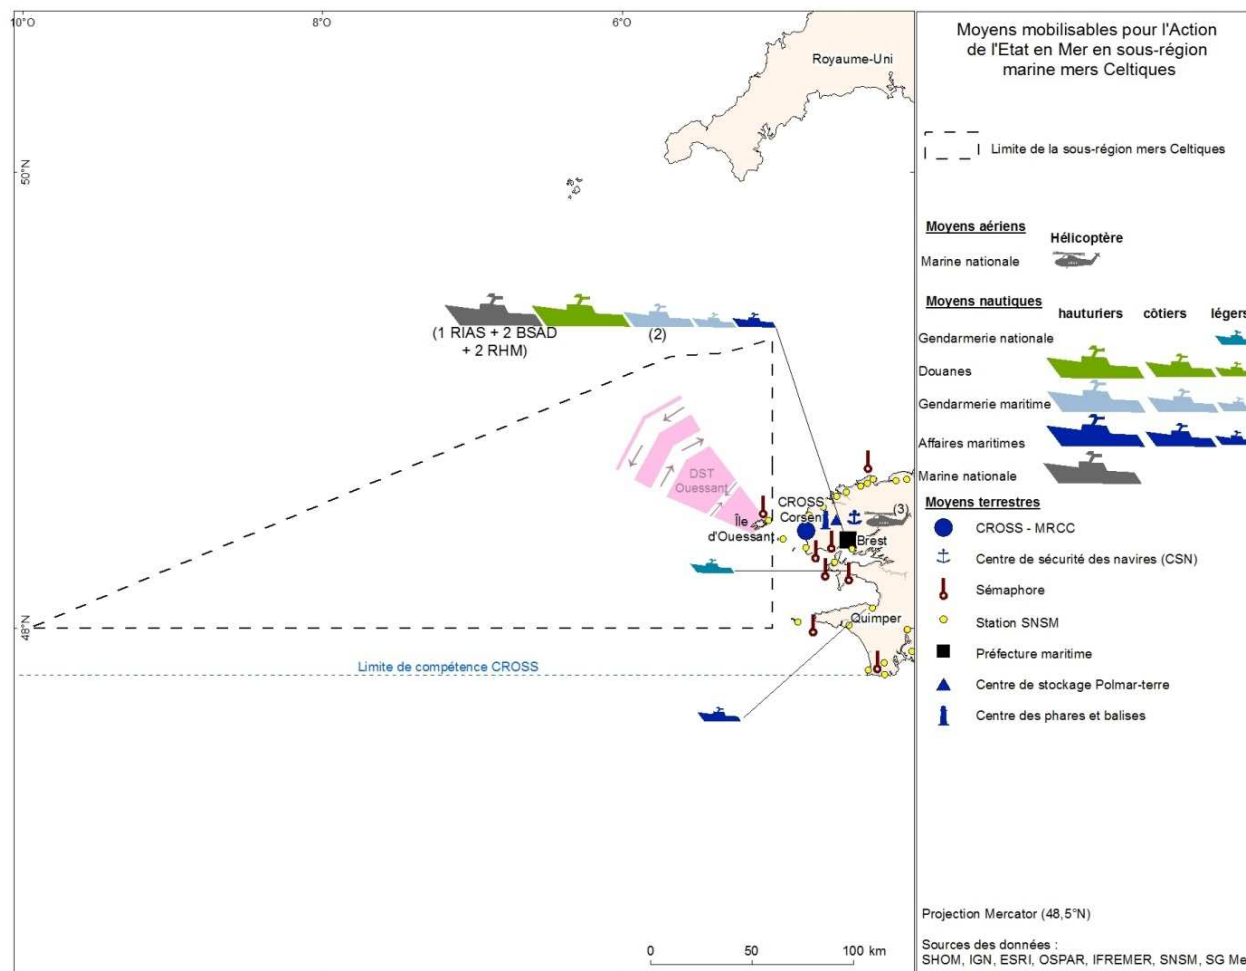 10°O
8°O
6°O
Moyens mobilisables pour l'Action
de l'Etat en Mer en sous-région
marine mers Celtiques
Royaume-Uni
Limite de la sous-région mers Celtiques
50°N
Moyens aériens
Hélicoptère
Marine nationale
Moyens nautiques
hauturiers côtiers légers
Gendarmerie nationale
Douanes
Gendarmerie maritime
Affaires maritimes
Marine nationale
Moyens terrestres
CROSS - MRCC
Centre de sécurité des navires (CSN)
Sémaphore
Station SNSM
Préfecture maritime
Centre de stockage Polmar-terre
Centre des phares et balises
(1 RIAS + 2 BSAD
+ 2 RHM)
(2)
DST
Ouessant
CROSS
Corsen
(3)
Île
d'Ouessant
Brest
Quimper
48°N
Limite de compétence CROSS
Projection Mercator (48,5°N)
Sources des données :
SHOM, IGN, ESRI, OSPAR, IFREMER, SNSM, SG Me
0 50 100 km